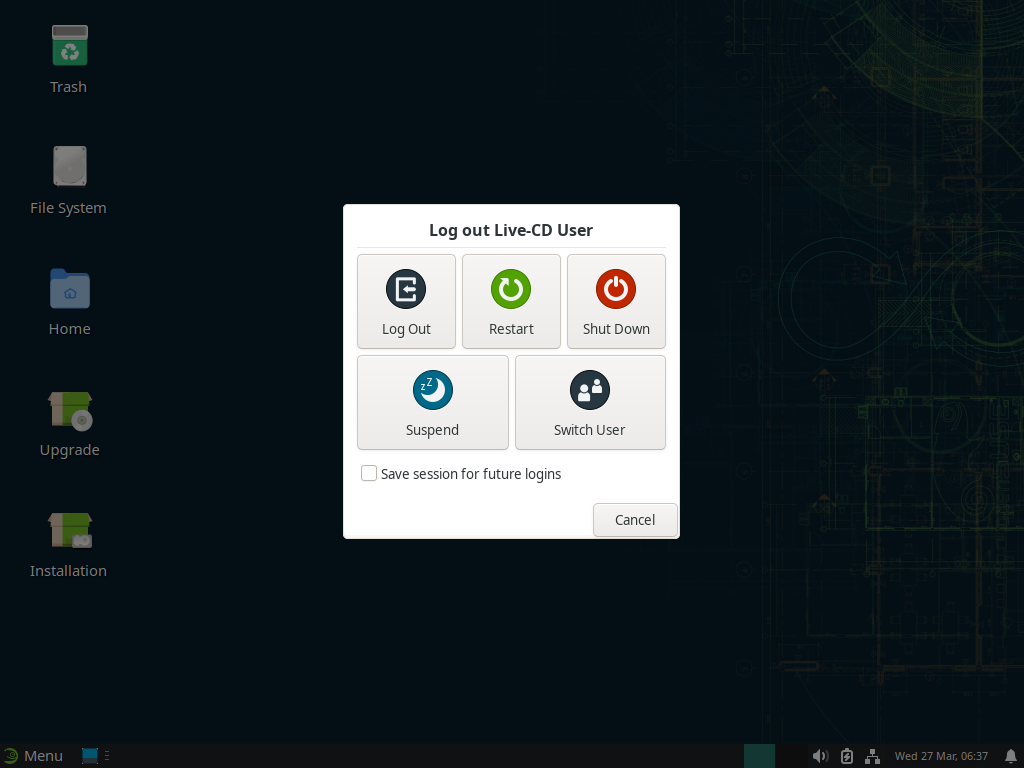 Trash
File System
Home
Upgrade
Installation
Log out Live-CD User
Log Out
Restart
Shut Down
Suspend
Switch User
Save session for future logins
Cancel
Menu
Wed 27 Mar, 06:37